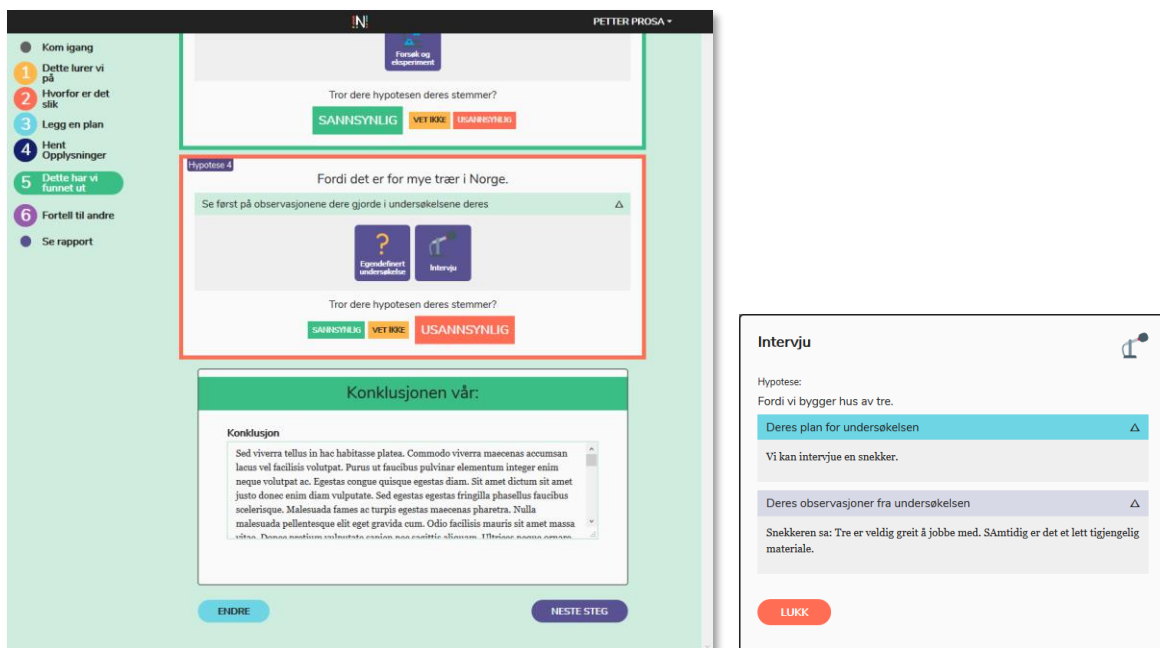 !N!
PETTER PROSA
Kom igang
1 Dette lurer vi
på
2 Hvorfor er det
slik
3 Legg en plan
4 Hent
Opplysninger
5 Dette har vi
funnet ut
6 Fortell til andre
Se rapport
Forsøk og
eksperiment
Tror dere hypotesen deres stemmer?
SANNSYNLIG VET IKKE USANNSYNLIG
Hypotese 4
Fordi det er for mye trær i Norge.
Se først på observasjonene dere gjorde i undersøkelsene deres
?
Egendefinert
undersøkelse
Intervju
Tror dere hypotesen deres stemmer?
SANNSYNLIG VET IKKE USANNSYNLIG
Konklusjonen vår:
Konklusjon
Sed viverra tellus in hac habitasse platea. Commodo viverra maecenas accumsan
lacus vel facilisis volutpat. Purus ut faucibus pulvinar elementum integer enim
neque volutpat ac. Egestas congue quisque egestas diam. Sit amet dictum sit amet
justo donec enim diam vulputate. Sed egestas egestas fringilla phasellus faucibus
scelerisque. Malesuada fames ac turpis egestas maecenas pharetra. Nulla
malesuada pellentesque elit eget gravida cum. Odio facilisis mauris sit amet massa
ENDRE
NESTE STEG
Intervju
Hypotese:
Fordi vi bygger hus av tre.
Deres plan for undersøkelsen
Vi kan intervjue en snekker.
Deres observasjoner fra undersøkelsen
Snekkeren sa: Tre er veldig greit å jobbe med. SAmtidig er det et lett tigjengelig
materiale.
LUKK